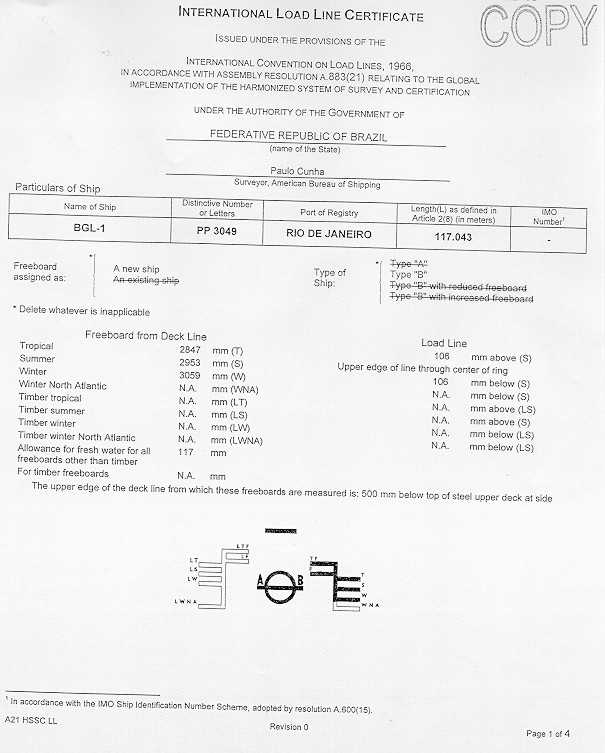 COPY
INTERNATIONAL LOAD LINE CERTIFICATE
ISSUED UNDER THE PROVISIONS OF THE
INTERNATIONAL CONVENTION ON LOAD LINES, 1966,
IN ACCORDANCE WITH ASSEMBLY RESOLUTION A.883(21) RELATING TO THE GLOBAL
IMPLEMENTATION OF THE HARMONIZED SYSTEM OF SURVEY AND CERTIFICATION
UNDER THE AUTHORITY OF THE GOVERNMENT OF
FEDERATIVE REPUBLIC OF BRAZIL
(name of the State)
Paulo Cunha
Surveyor, American Bureau of Shipping
Particulars of Ship
Name of Ship Distinctive Number or Letters Port of Registry Length(L) as defined in Article 2(8) (in meters) IMO Number1
BGL-1 PP 3049 RIO DE JANEIRO 117.043 -
Freeboard assigned as: * A new ship
An existing ship
Type of Ship: * Type "A"
Type "B"
Type "B" with reduced freeboard
Type "B" with increased freeboard
* Delete whatever is inapplicable
Freeboard from Deck Line Load Line
Tropical 2847 mm (T) 106 mm above (S)
Summer 2953 mm (S) Upper edge of line through center of ring
Winter 3059 mm (W) 106 mm below (S)
Winter North Atlantic N.A. mm (WNA) N.A. mm below (S)
Timber tropical N.A. mm (LT) N.A. mm above (LS)
Timber summer N.A. mm (LS) N.A. mm above (S)
Timber winter N.A. mm (LW) N.A. mm below (LS)
Timber winter North Atlantic N.A. mm (LWNA) N.A. mm below (LS)
Allowance for fresh water for all freeboards other than timber 117 mm
For timber freeboards N.A. mm
The upper edge of the deck line from which these freeboards are measured is: 500 mm below top of steel upper deck at side
LTF
LF
LT
LS
LW
LWNA
A B
TF
F
T
S
W
WNA
1 In accordance with the IMO Ship Identification Number Scheme, adopted by resolution A.600(15).
A21 HSSC LL Revision 0 Page 1 of 4